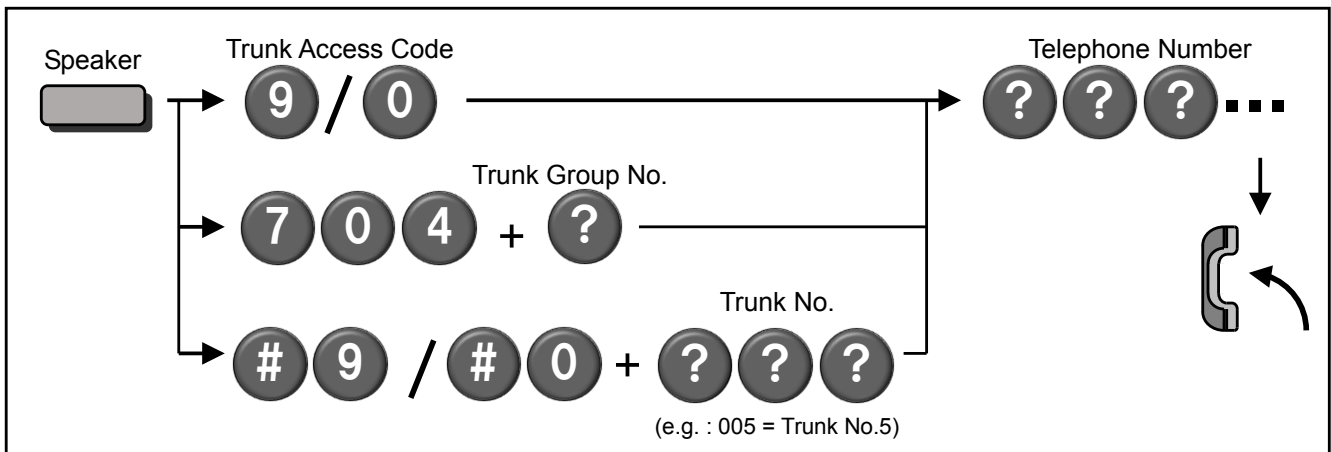 Speaker
Trunk Access Code
Telephone Number
9 / 0
? ? ? ...
Trunk Group No.
7 0 4 + ?
Trunk No.
# 9 / # 0 + ? ? ?
(e.g. : 005 = Trunk No.5)